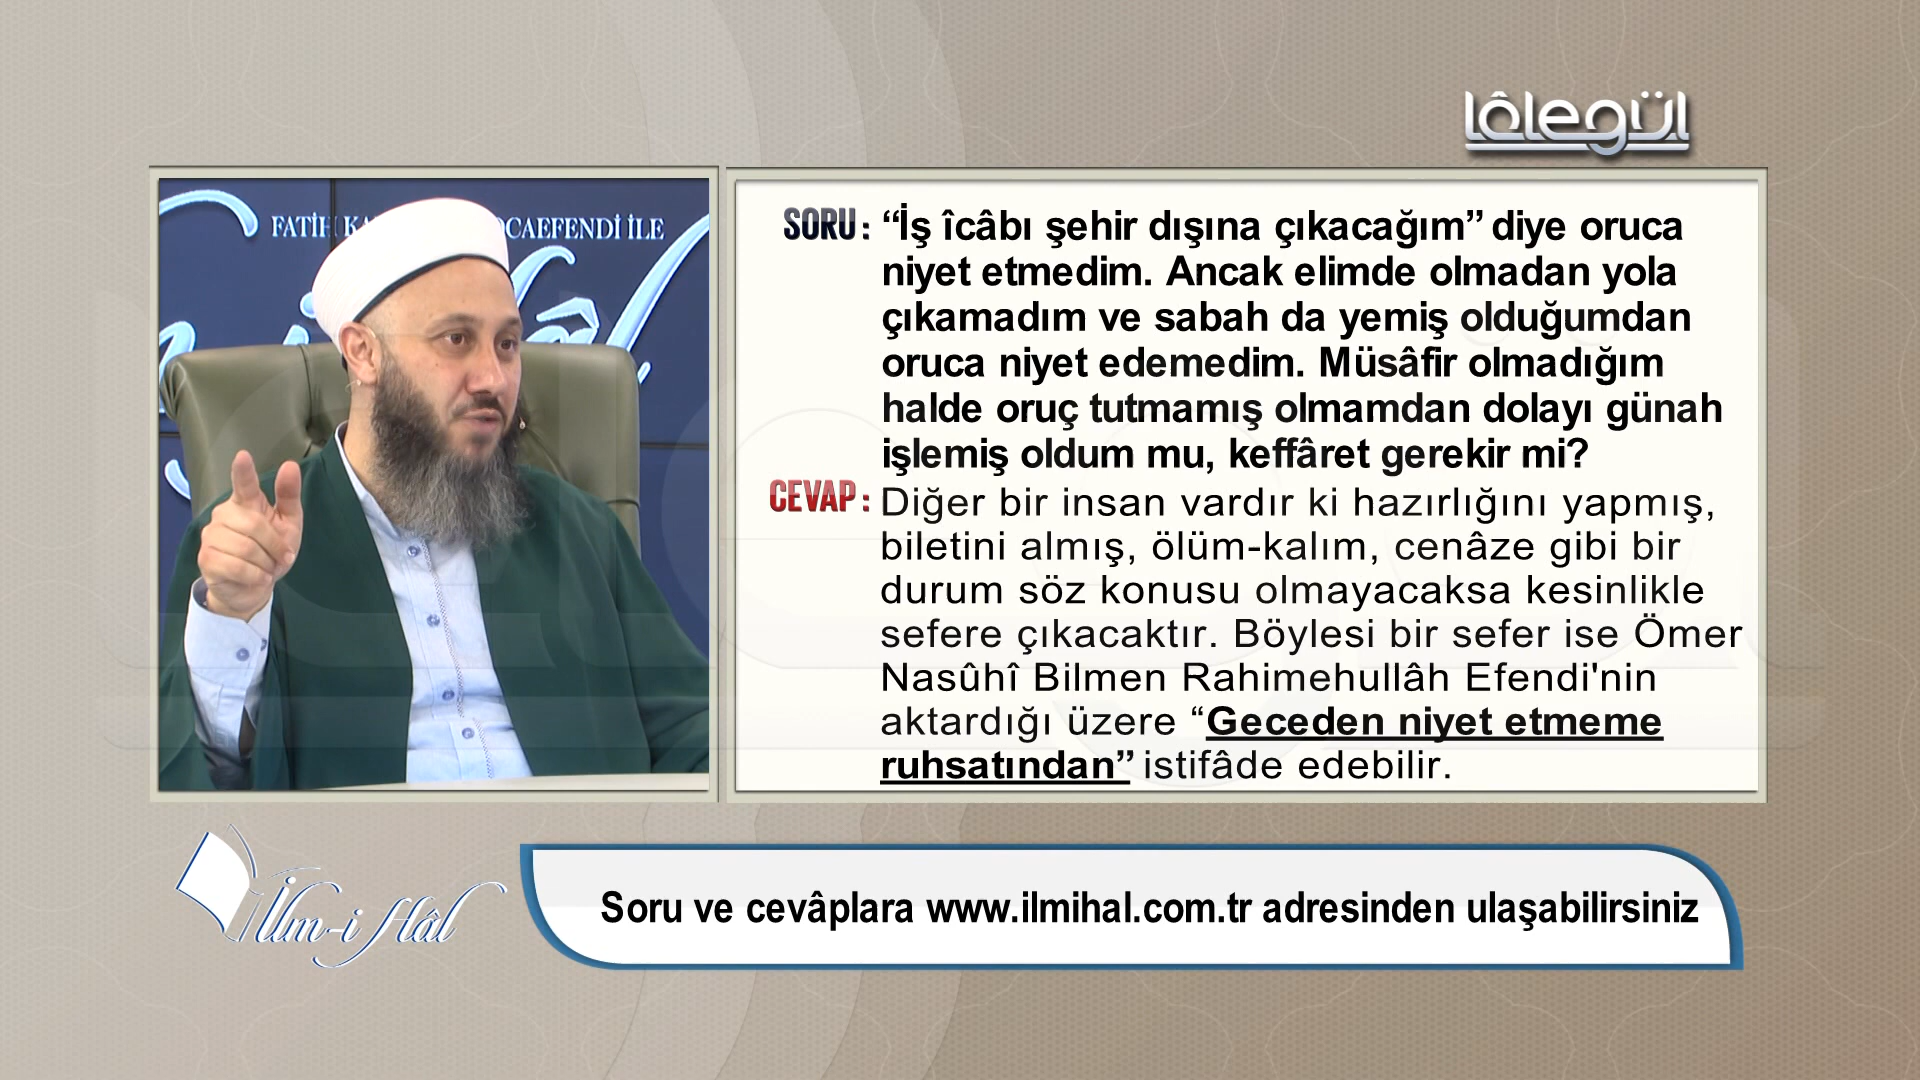 lâlegül
FATİH KA OCAEFENDİ İLE
SORU : “İş îcâbı şehir dışına çıkacağım” diye oruca
niyet etmedim. Ancak elimde olmadan yola
çıkamadım ve sabah da yemiş olduğumdan
oruca niyet edemedim. Müsâfir olmadığım
halde oruç tutmamış olmamdan dolayı günah
işlemiş oldum mu, keffâret gerekir mi?
CEVAP : Diğer bir insan vardır ki hazırlığını yapmış,
biletini almış, ölüm-kalım, cenâze gibi bir
durum söz konusu olmayacaksa kesinlikle
sefere çıkacaktır. Böylesi bir sefer ise Ömer
Nasûhî Bilmen Rahimehullâh Efendi'nin
aktardığı üzere “Geceden niyet etmeme
ruhsatından” istifâde edebilir.
İlm-i Hâl
Soru ve cevâplara www.ilmihal.com.tr adresinden ulaşabilirsiniz